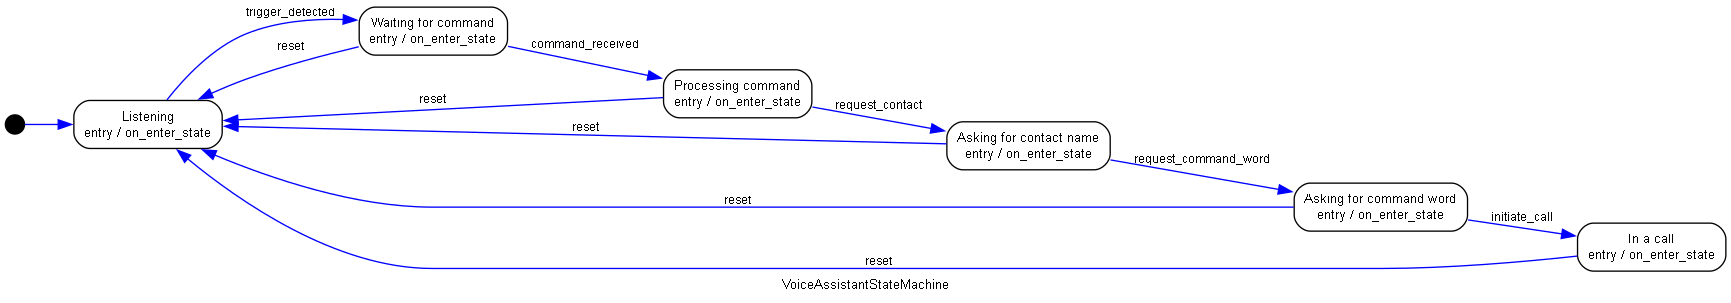 trigger_detected
Waiting for command
entry / on_enter_state
reset
command_received
Processing command
entry / on_enter_state
reset
request_contact
Listening
entry / on_enter_state
reset
Asking for contact name
entry / on_enter_state
request_command_word
reset
Asking for command word
entry / on_enter_state
initiate_call
In a call
entry / on_enter_state
reset
VoiceAssistantStateMachine